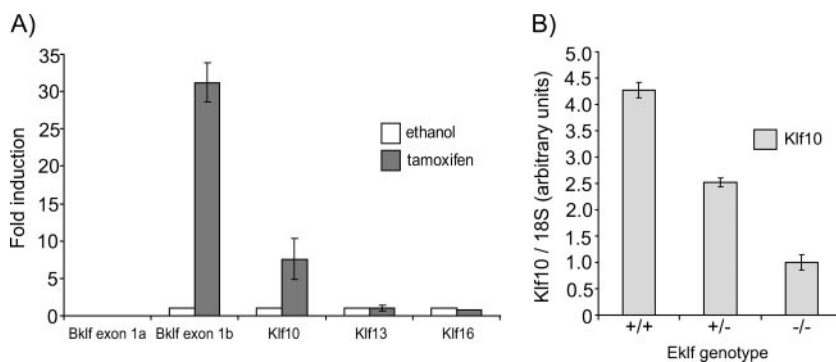 A)
Fold induction
35
30
25
20
15
10
5
0
ethanol
tamoxifen
Bklf exon 1a Bklf exon 1b Klf10 Klf13 Klf16
B)
Klf10 / 18S (arbitrary units)
5.0
4.5
4.0
3.5
3.0
2.5
2.0
1.5
1.0
0.5
0
Klf10
+/+ +/- -/-
Eklf genotype